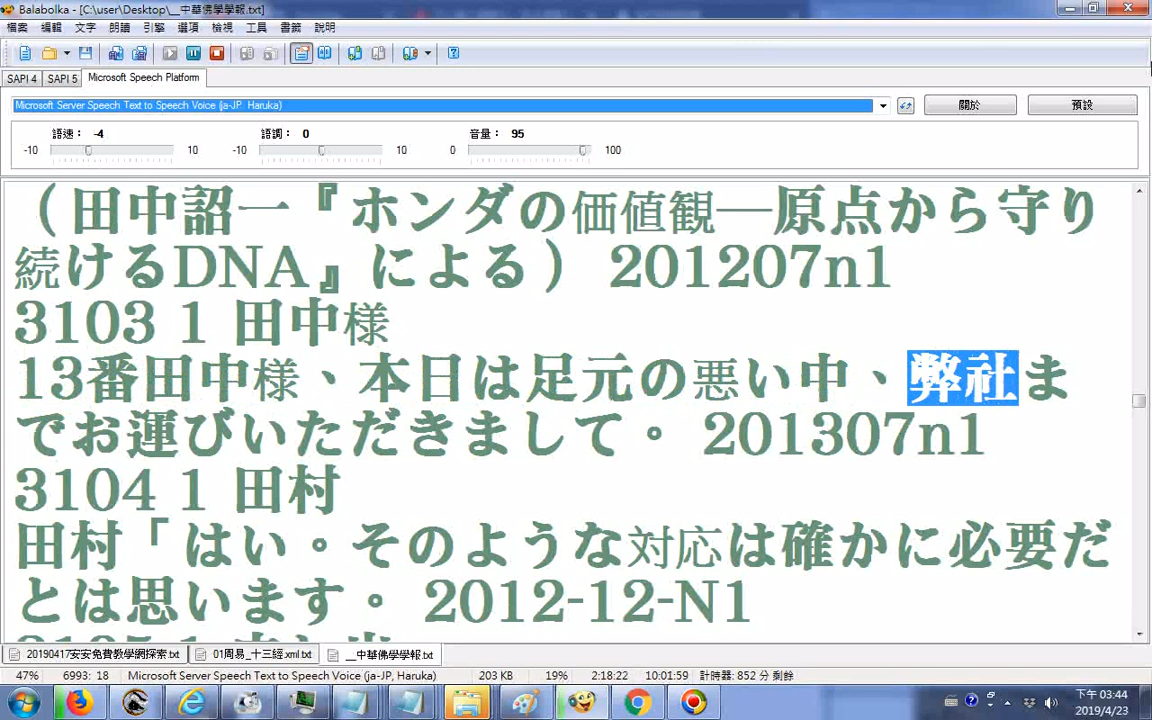 Balabolka - [C:\user\Desktop\__中華佛學學報.txt]
檔案 編輯 文字 朗讀 引擎 選項 檢視 工具 書籤 說明
SAPI 4 SAPI 5 Microsoft Speech Platform
Microsoft Server Speech Text to Speech Voice (ja-JP, Haruka) 關於 預設
語速： -4 語調： 0 音量： 95
-10 10 -10 10 0 100
（田中詔一『ホンダの価値観―原点から守り
続けるDNA』による） 201207n1
3103 1 田中様
13番田中様、本日は足元の悪い中、弊社ま
でお運びいただきまして。 201307n1
3104 1 田村
田村「はい。そのような対応は確かに必要だ
とは思います。 2012-12-N1
20190417安安免費教學網探索.txt 01周易_十三經.xml.txt __中華佛學學報.txt
47% 6993: 18 Microsoft Server Speech Text to Speech Voice (ja-JP, Haruka) 203 KB 19% 2:18:22 10:01:59 計時器: 852 分 剩餘
下午 03:44
2019/4/23